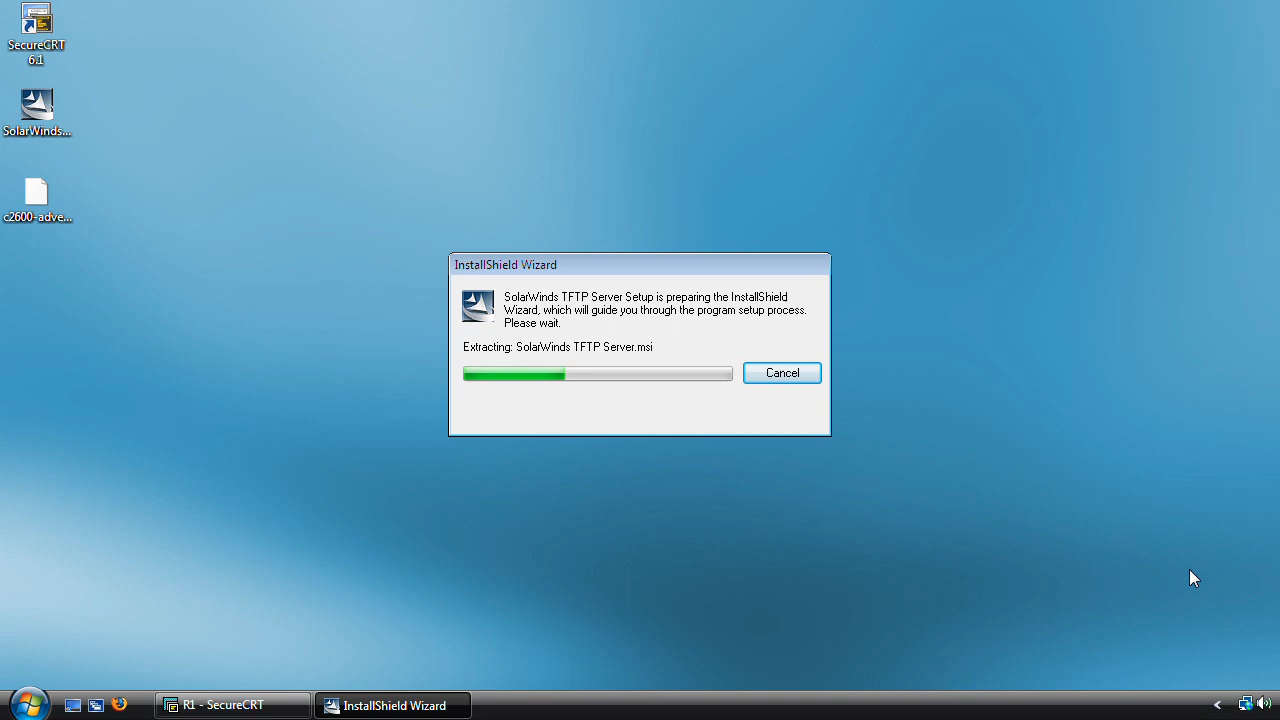 SecureCRT
6.1
SolarWinds...
c2600-adve...
InstallShield Wizard
SolarWinds TFTP Server Setup is preparing the InstallShield
Wizard, which will guide you through the program setup process.
Please wait.
Extracting: SolarWinds TFTP Server.msi
Cancel
R1 - SecureCRT
InstallShield Wizard